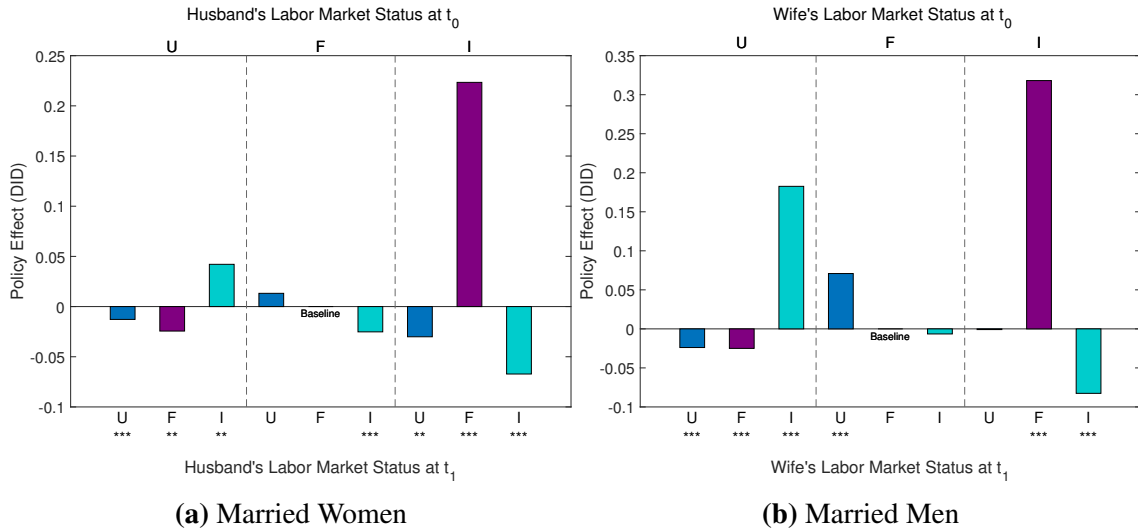 Husband's Labor Market Status at t0
U F I
0.25
0.2
0.15
0.1
0.05
0
-0.05
-0.1
Policy Effect (DID)
Baseline
U F I U F I U F I
*** ** ** *** ** *** ***
Husband's Labor Market Status at t1
(a) Married Women
Wife's Labor Market Status at t0
U F I
0.35
0.3
0.25
0.2
0.15
0.1
0.05
0
-0.05
-0.1
Policy Effect (DID)
Baseline
U F I U F I U F I
*** *** *** *** *** ***
Wife's Labor Market Status at t1
(b) Married Men